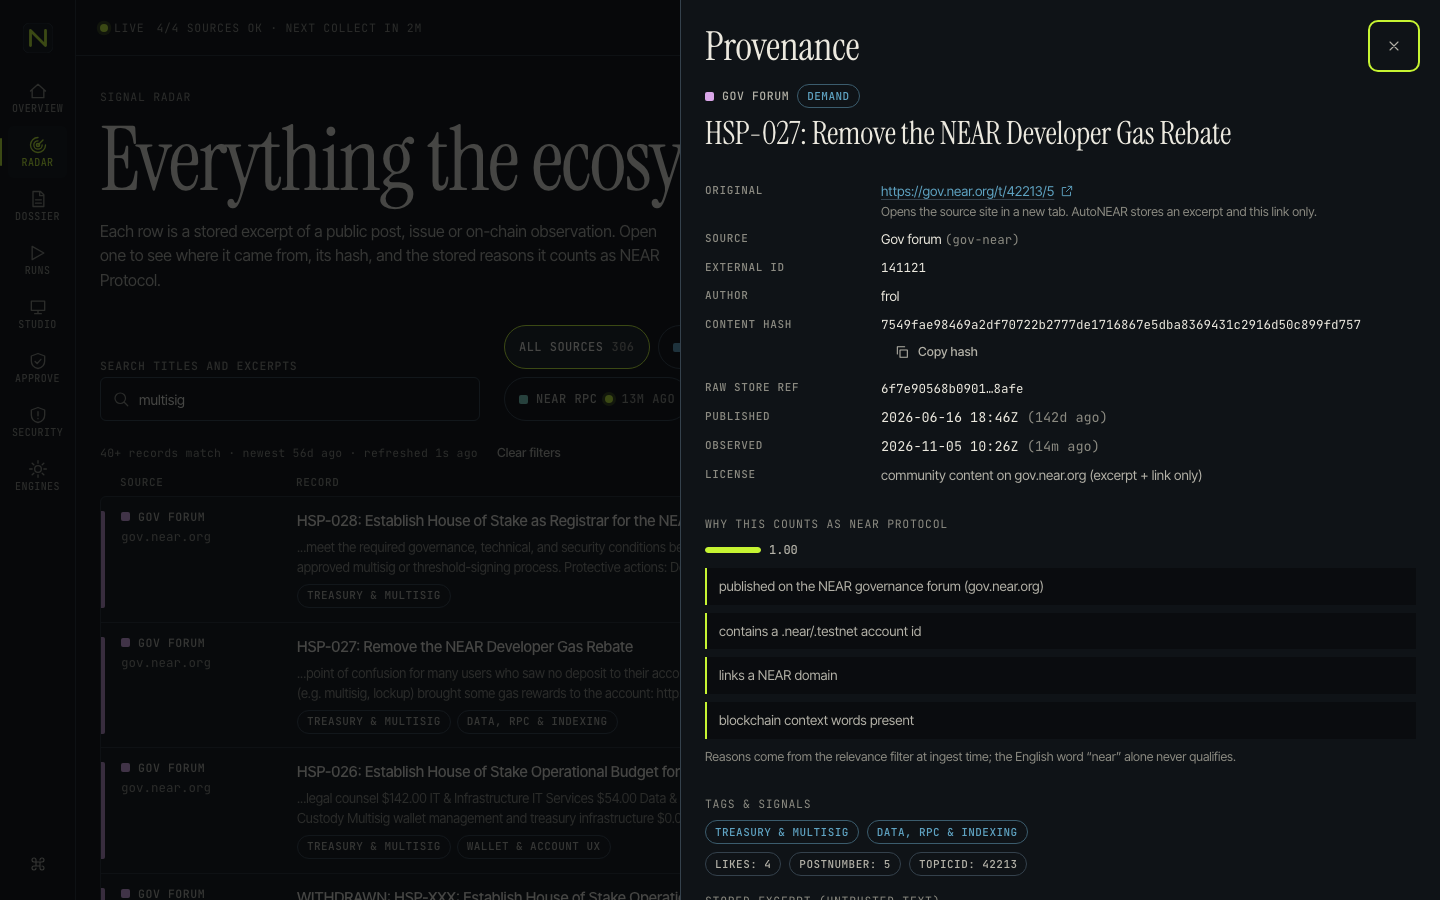 LIVE 4/4 SOURCES OK · NEXT COLLECT IN 2M
OVERVIEW
RADAR
DOSSIER
RUNS
STUDIO
APPROVE
SECURITY
ENGINES
SIGNAL RADAR
Everything the ecosy
Each row is a stored excerpt of a public post, issue or on-chain observation. Open
one to see where it came from, its hash, and the stored reasons it counts as NEAR
Protocol.
ALL SOURCES 306
SEARCH TITLES AND EXCERPTS
multisig
NEAR RPC 13M AGO
40+ records match · newest 56d ago · refreshed 1s ago Clear filters
SOURCE RECORD
GOV FORUM
gov.near.org
HSP-028: Establish House of Stake as Registrar for the NEA
...meet the required governance, technical, and security conditions be
approved multisig or threshold-signing process. Protective actions: D
TREASURY & MULTISIG
GOV FORUM
gov.near.org
HSP-027: Remove the NEAR Developer Gas Rebate
...point of confusion for many users who saw no deposit to their acco
(e.g. multisig, lockup) brought some gas rewards to the account: http
TREASURY & MULTISIG DATA, RPC & INDEXING
GOV FORUM
gov.near.org
HSP-026: Establish House of Stake Operational Budget for
...legal counsel $142.00 IT & Infrastructure IT Services $54.00 Data &
Custody Multisig wallet management and treasury infrastructure $0.0
TREASURY & MULTISIG WALLET & ACCOUNT UX
GOV FORUM
WITHDRAWN: HSP-XXX: Establish House of Stake Operati
Provenance
GOV FORUM DEMAND
HSP-027: Remove the NEAR Developer Gas Rebate
ORIGINAL https://gov.near.org/t/42213/5
Opens the source site in a new tab. AutoNEAR stores an excerpt and this link only.
SOURCE Gov forum (gov-near)
EXTERNAL ID 141121
AUTHOR frol
CONTENT HASH 7549fae98469a2df70722b2777de1716867e5dba8369431c2916d50c899fd757
Copy hash
RAW STORE REF 6f7e90568b0901…8afe
PUBLISHED 2026-06-16 18:46Z (142d ago)
OBSERVED 2026-11-05 10:26Z (14m ago)
LICENSE community content on gov.near.org (excerpt + link only)
WHY THIS COUNTS AS NEAR PROTOCOL
1.00
published on the NEAR governance forum (gov.near.org)
contains a .near/.testnet account id
links a NEAR domain
blockchain context words present
Reasons come from the relevance filter at ingest time; the English word “near” alone never qualifies.
TAGS & SIGNALS
TREASURY & MULTISIG DATA, RPC & INDEXING
LIKES: 4 POSTNUMBER: 5 TOPICID: 42213
STORED EXCERPT (UNTRUSTED TEXT)